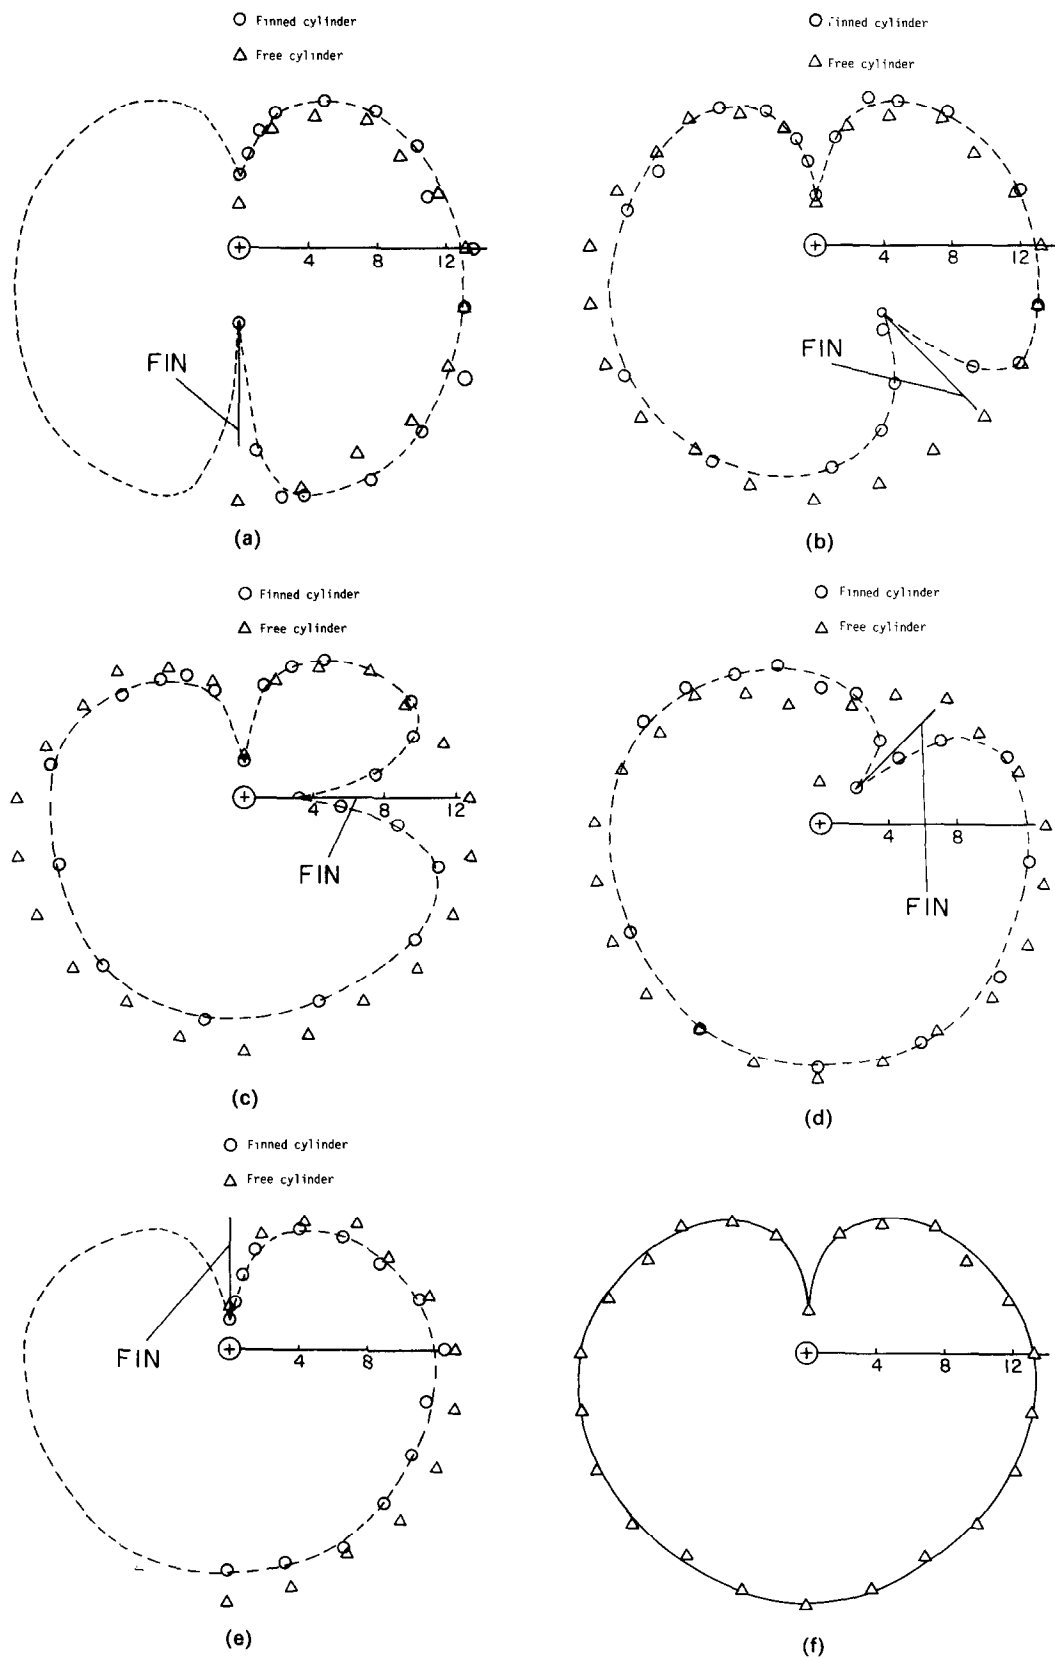 Finned cylinder
Free cylinder
4 8 12
FIN
(a)
Finned cylinder
Free cylinder
4 8 12
FIN
(b)
Finned cylinder
Free cylinder
4 8 12
FIN
(c)
Finned cylinder
Free cylinder
4 8
FIN
(d)
Finned cylinder
Free cylinder
4 8
FIN
(e)
4 8 12
(f)